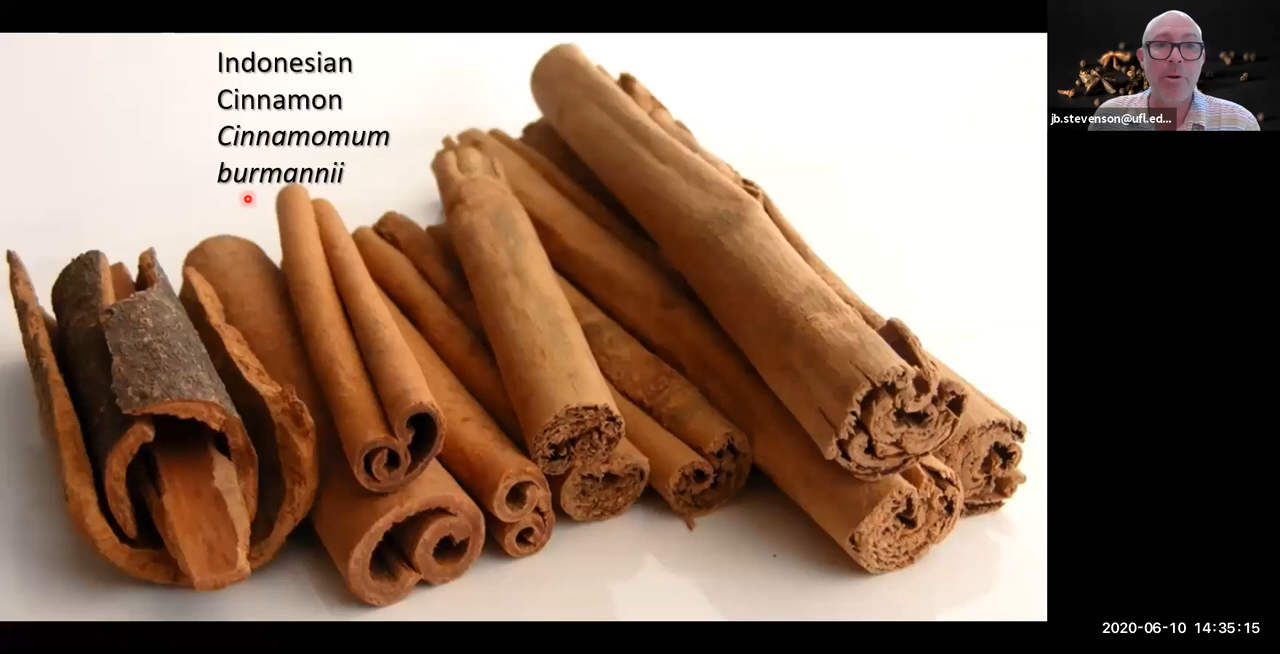 Indonesian
Cinnamon
Cinnamomum
burmannii
jb.stevenson@ufl.ed...
2020-06-10 14:35:15